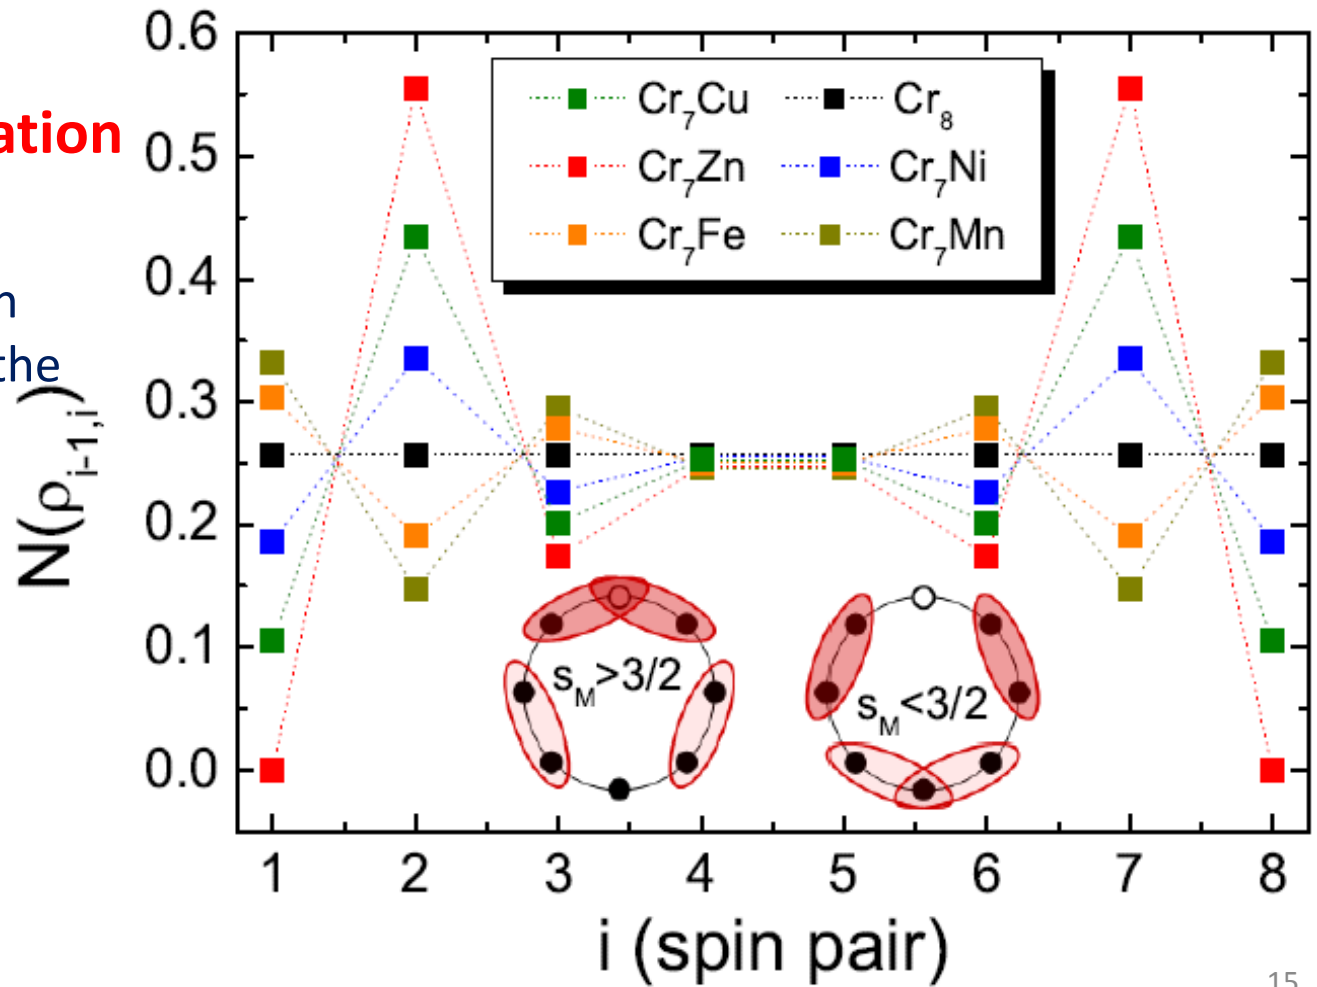 ation
n
the
N(ρi-1,i)
0.6
0.5
0.4
0.3
0.2
0.1
0.0
Cr7Cu Cr8
Cr7Zn Cr7Ni
Cr7Fe Cr7Mn
sM>3/2 sM<3/2
1 2 3 4 5 6 7 8
i (spin pair)
15